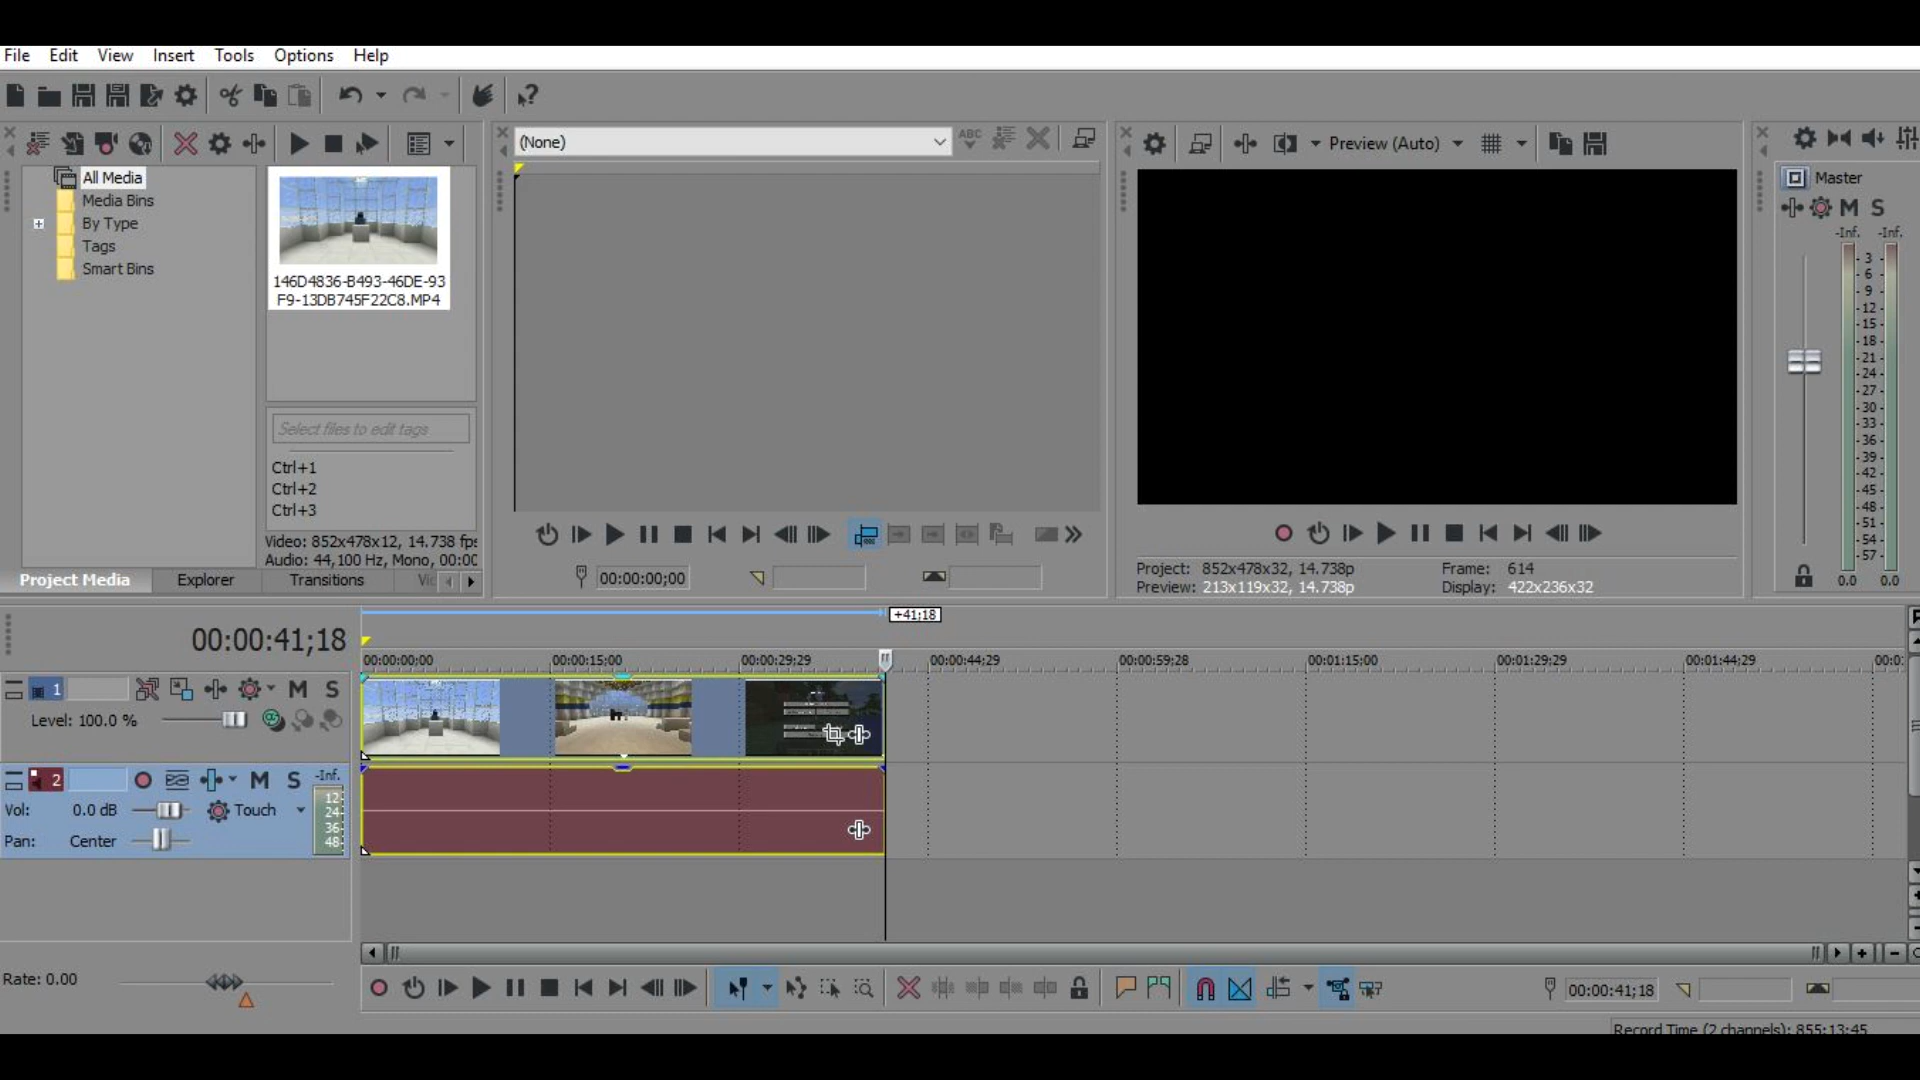 File Edit View Insert Tools Options Help
(None)
ABC
Preview (Auto)
Master
All Media
Media Bins
By Type
Tags
Smart Bins
146D4836-B493-46DE-93
F9-13DB745F22C8.MP4
M S
-Inf. -Inf.
3
6
9
12
15
18
21
24
27
30
33
36
39
42
45
48
51
54
57
0.0 0.0
Select files to edit tags
Ctrl+1
Ctrl+2
Ctrl+3
Video: 852x478x12, 14.738 fps
Audio: 44,100 Hz, Mono, 00:00
Project Media Explorer Transitions
00:00:00;00
Project: 852x478x32, 14.738p Frame: 614
Preview: 213x119x32, 14.738p Display: 422x236x32
+41;18
00:00:41;18
00:00:00;00 00:00:15;00 00:00:29;29 00:00:44;29 00:00:59;28 00:01:15;00 00:01:29;29 00:01:44;29 00:0
1 M S
Level: 100.0 %
2 M S -Inf.
Vol: 0.0 dB Touch
Pan: Center
12
24
36
48
Rate: 0.00
00:00:41;18
Record Time (2 channels): 855:13:45